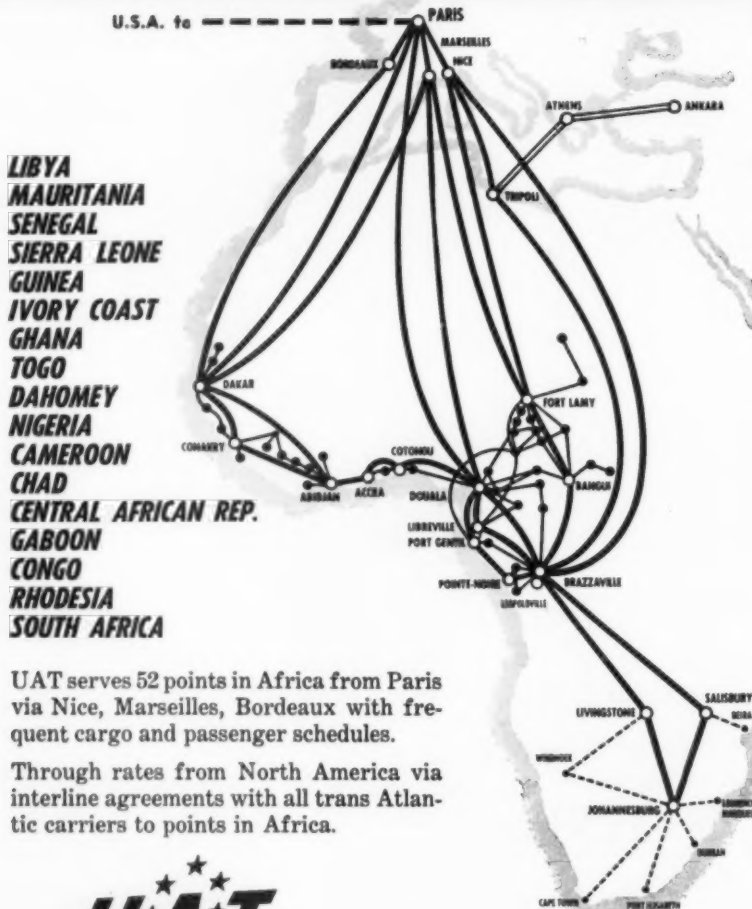 U.S.A. to
PARIS
MARSEILLES
BORDEAUX
NICE
ATHENS
ANKARA
TRIPOLI
LIBYA
MAURITANIA
SENEGAL
SIERRA LEONE
GUINEA
IVORY COAST
GHANA
TOGO
DAHOMEY
NIGERIA
CAMEROON
CHAD
CENTRAL AFRICAN REP.
GABOON
CONGO
RHODESIA
SOUTH AFRICA
DAKAR
FORT LAMY
CONAKRY
COTONOU
ABIDJAN
ACCRA
DOUALA
BANGUI
LIBREVILLE
PORT GENTIL
POINTE-NOIRE
BRAZZAVILLE
LEOPOLDVILLE
LIVINGSTONE
SALISBURY
BEIRA
WINDHOEK
JOHANNESBURG
DURBAN
CAPE TOWN
PORT ELISABETH
UAT serves 52 points in Africa from Paris
via Nice, Marseilles, Bordeaux with fre-
quent cargo and passenger schedules.
Through rates from North America via
interline agreements with all trans Atlan-
tic carriers to points in Africa.
UAT